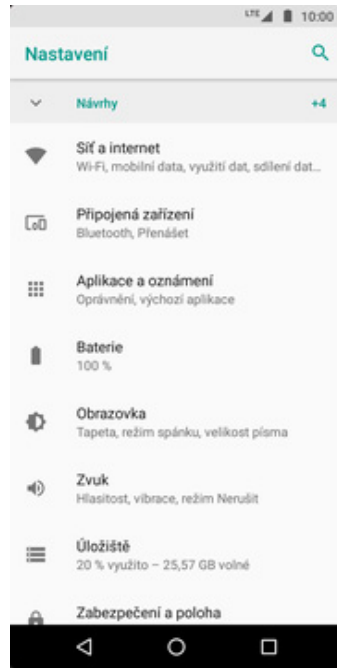 LTE 10:00
Nastavení
Návrhy +4
Síť a internet
Wi-Fi, mobilní data, využití dat, sdílení dat...
Připojená zařízení
Bluetooth, Přenášet
Aplikace a oznámení
Oprávnění, výchozí aplikace
Baterie
100 %
Obrazovka
Tapeta, režim spánku, velikost písma
Zvuk
Hlasitost, vibrace, režim Nerušit
Úložiště
20 % využito – 25,57 GB volné
Zabezpečení a poloha